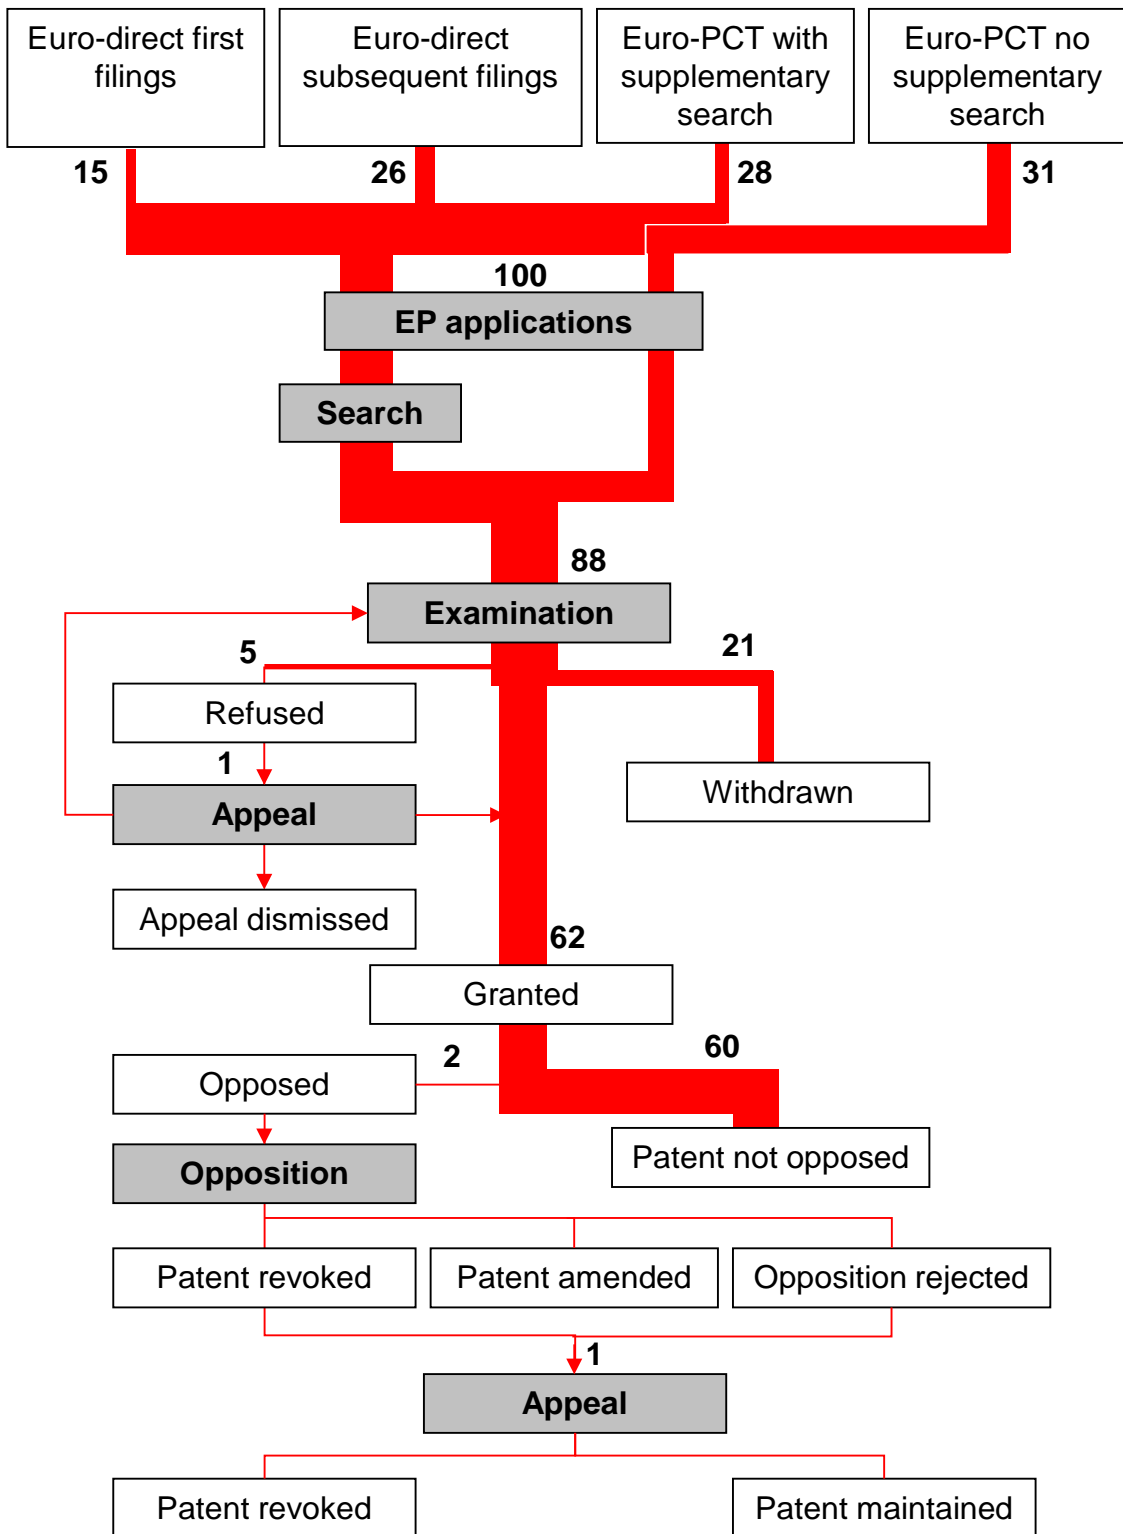 Euro-direct first
filings
Euro-direct
subsequent filings
Euro-PCT with
supplementary
search
Euro-PCT no
supplementary
search
15
26
28
31
100
EP applications
Search
88
Examination
5
21
Refused
1
Withdrawn
Appeal
Appeal dismissed
62
Granted
2
60
Opposed
Patent not opposed
Opposition
Patent revoked
Patent amended
Opposition rejected
1
Appeal
Patent revoked
Patent maintained